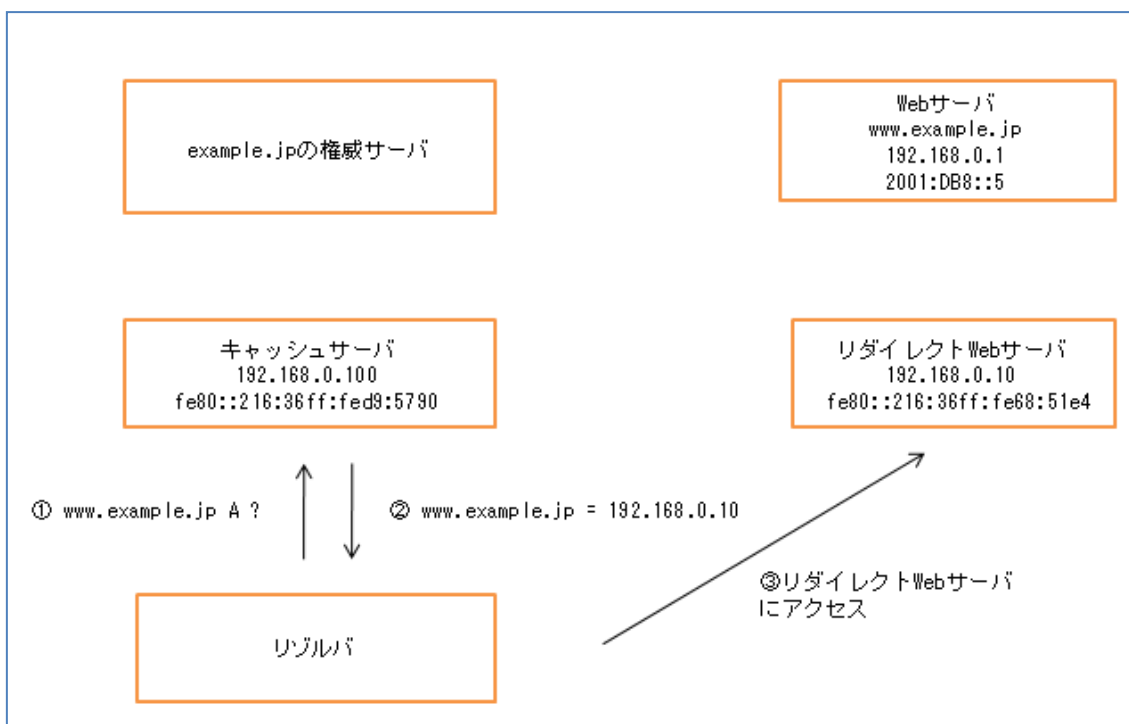 example.jpの権威サーバ
Webサーバ
www.example.jp
192.168.0.1
2001:DB8::5
キャッシュサーバ
192.168.0.100
fe80::216:36ff:fed9:5790
リダイレクトWebサーバ
192.168.0.10
fe80::216:36ff:fe68:51e4
① www.example.jp A ?
② www.example.jp = 192.168.0.10
③リダイレクトWebサーバ
にアクセス
リゾルバ